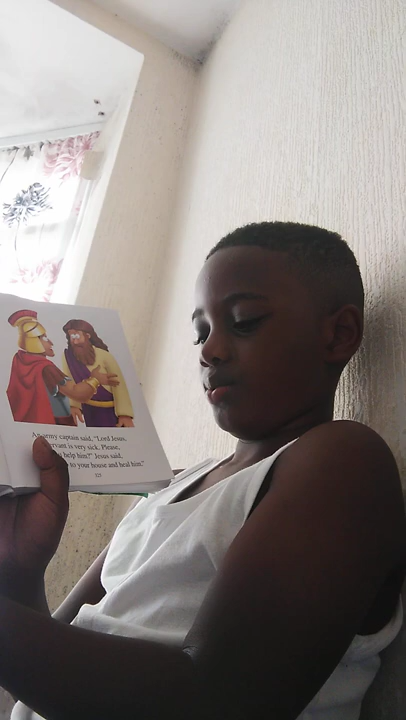 An army captain said, "Lord Jesus,
servant is very sick. Please,
help him?" Jesus said,
to your house and heal him."
325